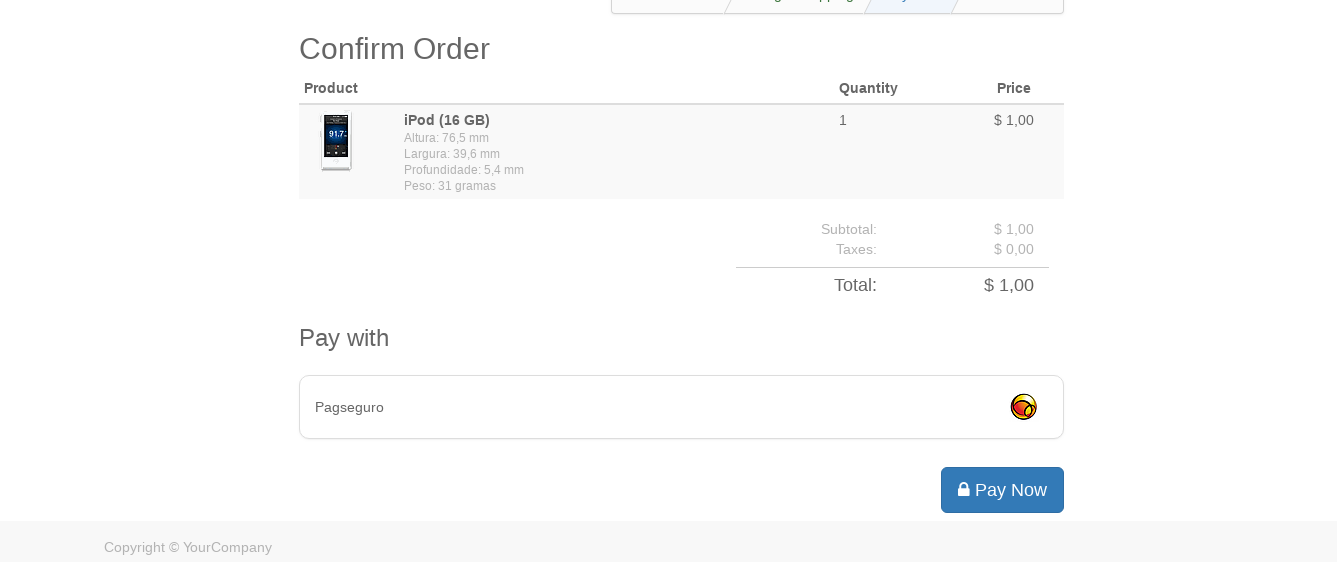 Confirm Order
Product Quantity Price
iPod (16 GB) 1 $ 1,00
Altura: 76,5 mm
Largura: 39,6 mm
Profundidade: 5,4 mm
Peso: 31 gramas
91.7
Subtotal: $ 1,00
Taxes: $ 0,00
Total: $ 1,00
Pay with
Pagseguro
Pay Now
Copyright © YourCompany